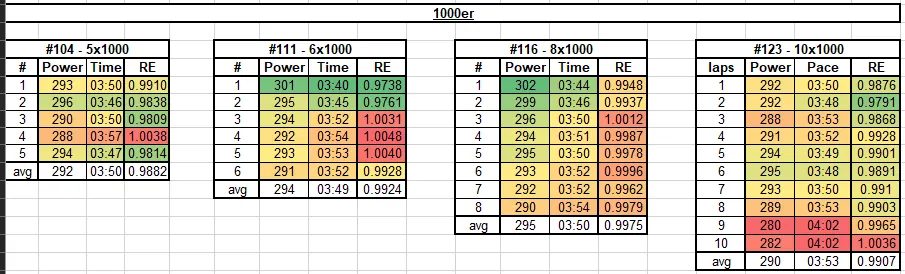 1000er
#104 - 5x1000
# Power Time RE
1 293 03:50 0.9910
2 296 03:46 0.9838
3 290 03:50 0.9809
4 288 03:57 1.0038
5 294 03:47 0.9814
avg 292 03:50 0.9882
#111 - 6x1000
# Power Time RE
1 301 03:40 0.9738
2 295 03:45 0.9761
3 294 03:52 1.0031
4 292 03:54 1.0048
5 293 03:53 1.0040
6 291 03:52 0.9928
avg 294 03:49 0.9924
#116 - 8x1000
# Power Time RE
1 302 03:44 0.9948
2 299 03:46 0.9937
3 296 03:50 1.0012
4 294 03:51 0.9987
5 295 03:50 0.9978
6 293 03:52 0.9996
7 292 03:52 0.9962
8 290 03:54 0.9979
avg 295 03:50 0.9975
#123 - 10x1000
laps Power Pace RE
1 292 03:50 0.9876
2 292 03:48 0.9791
3 288 03:53 0.9868
4 291 03:52 0.9928
5 294 03:49 0.9901
6 295 03:48 0.9891
7 293 03:50 0.991
8 289 03:53 0.9903
9 280 04:02 0.9965
10 282 04:02 1.0036
avg 290 03:53 0.9907